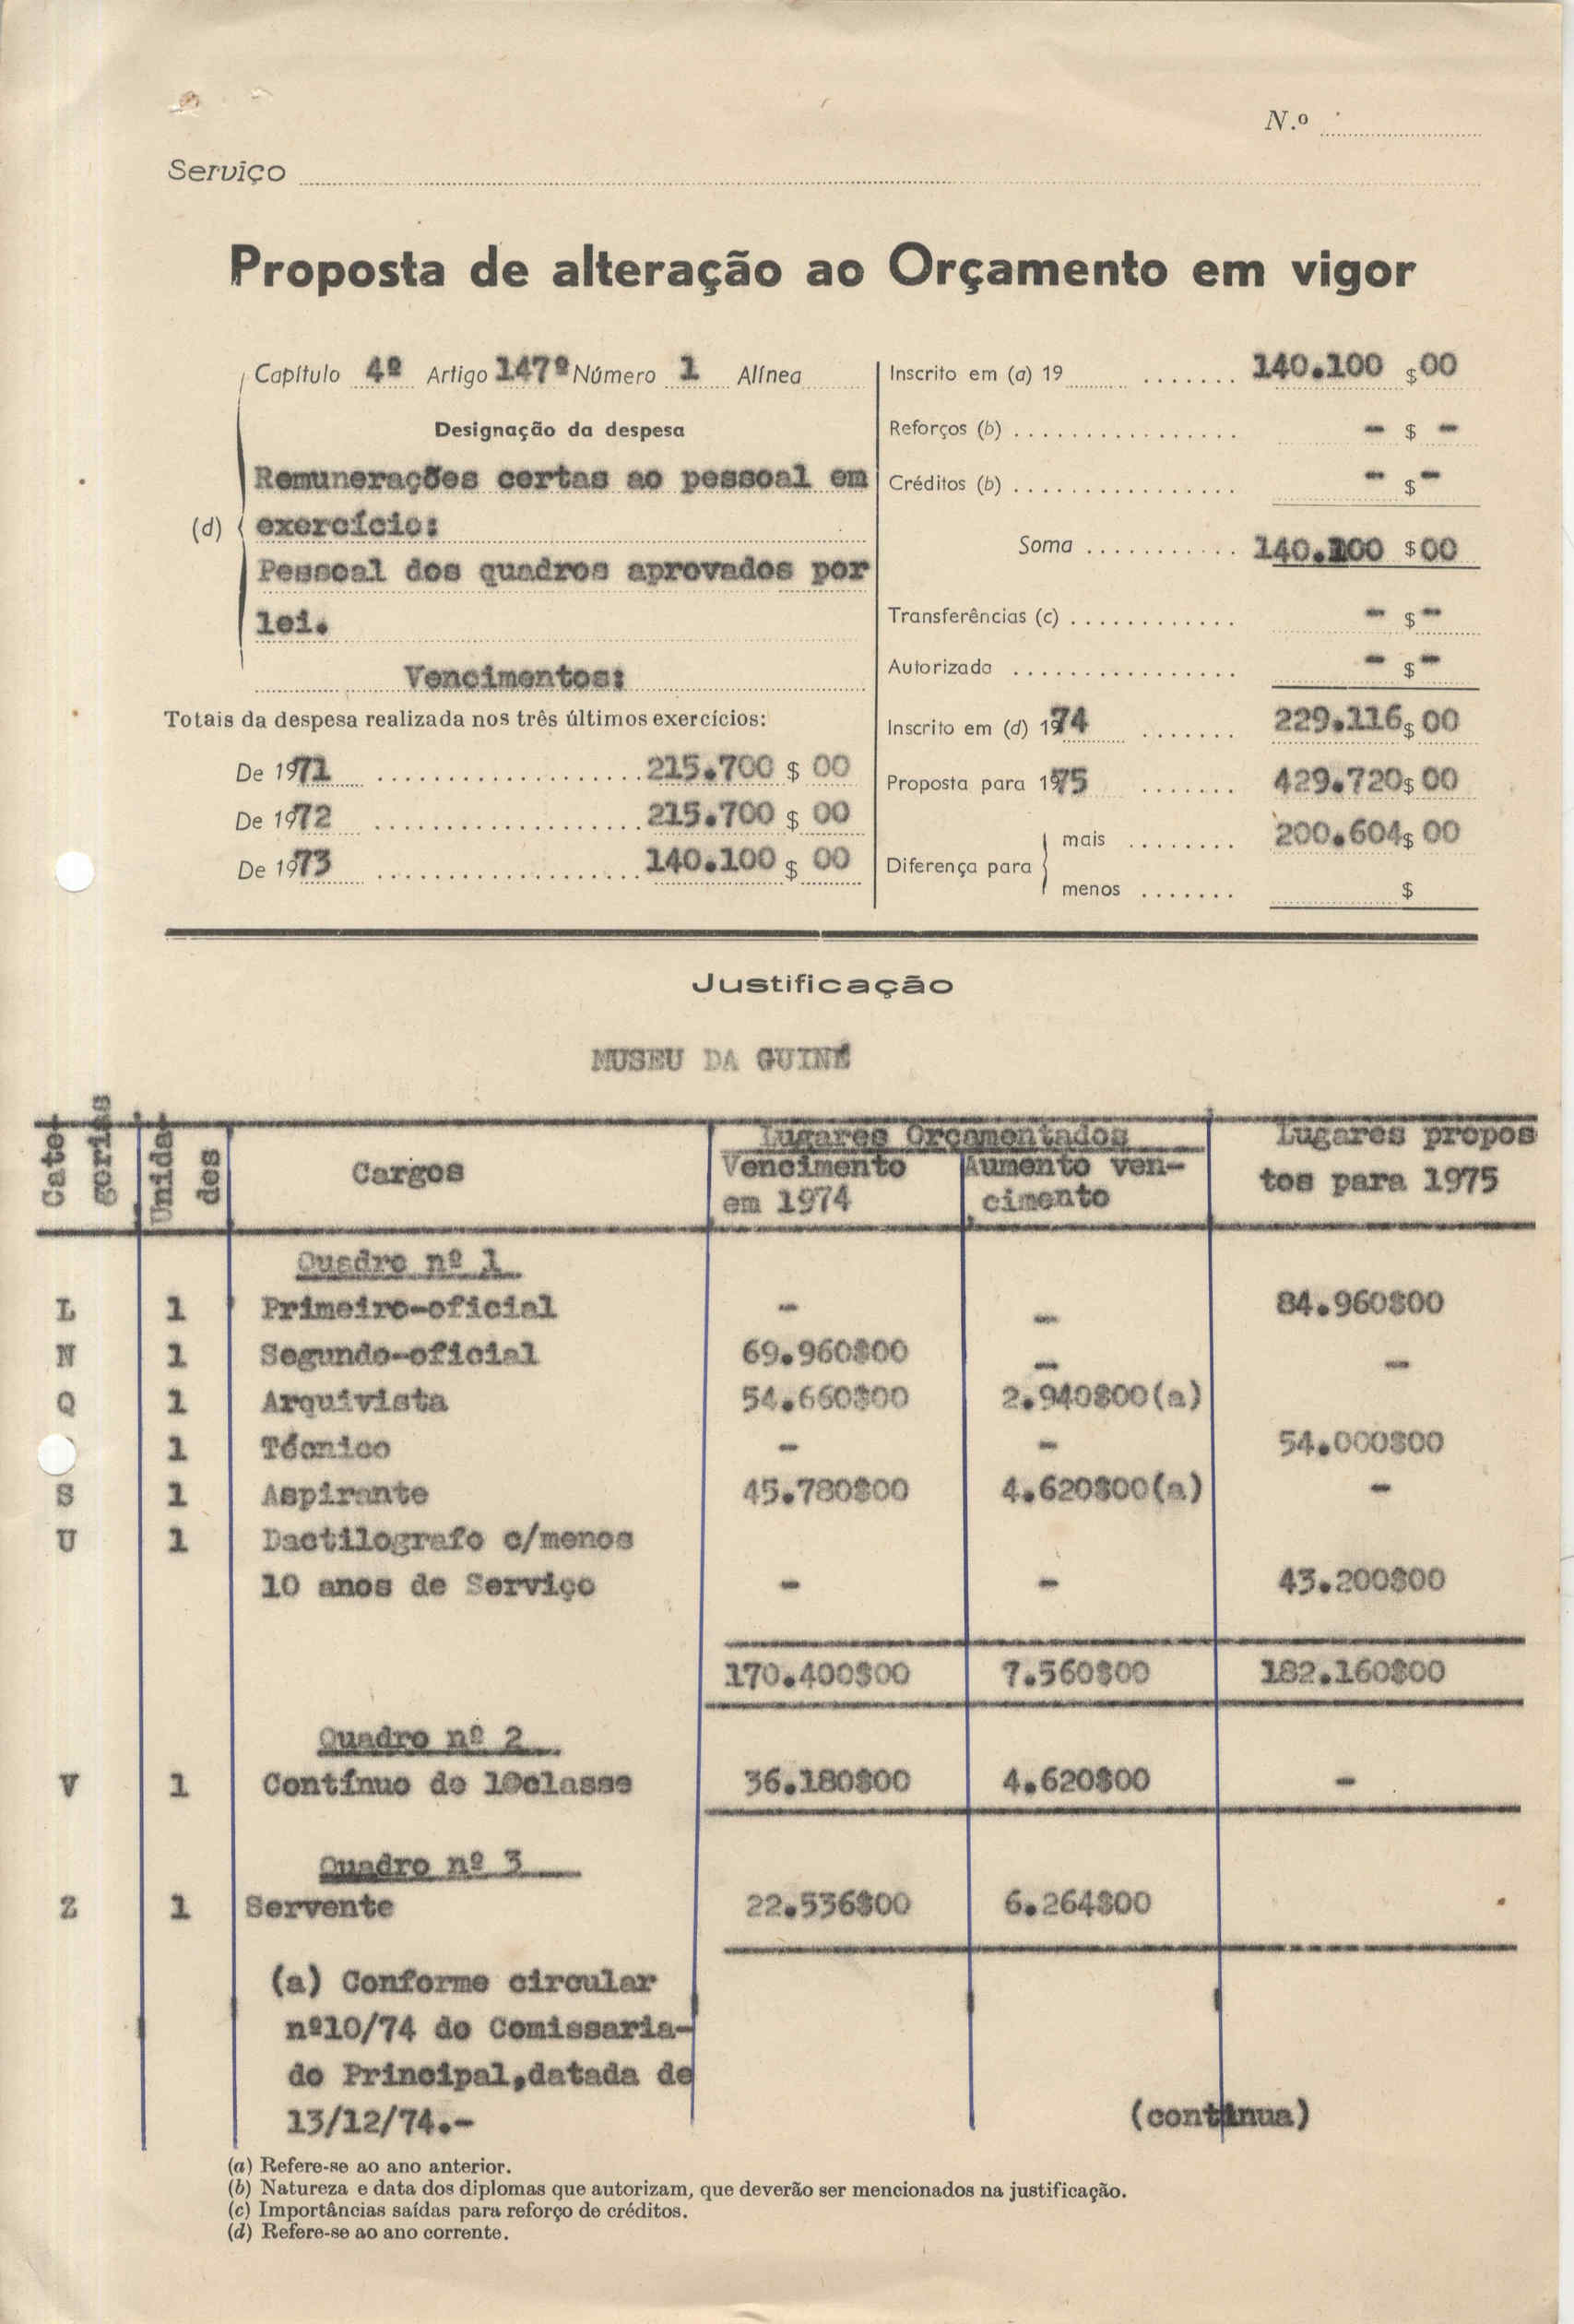 N.º
Serviço
Proposta de alteração ao Orçamento em vigor
Capítulo 4º Artigo 147º Número 1 Alínea
Designação da despesa
(d) Remunerações certas ao pessoal em
exercício:
Pessoal dos quadros aprovados por
lei.
Vencimentos:
Totais da despesa realizada nos três últimos exercícios:
De 1971 215.700 $ 00
De 1972 215.700 $ 00
De 1973 140.100 $ 00
Inscrito em (a) 19 140.100 $ 00
Reforços (b) - $ -
Créditos (b) - $ -
Soma 140.100 $ 00
Transferências (c) - $ -
Autorizada - $ -
Inscrito em (d) 1974 229.116 $ 00
Proposta para 1975 429.720 $ 00
Diferença para
mais 200.604 $ 00
menos $
Justificação
MUSEU DA GUINÉ
Cate-
gorias
Unida-
des
Cargos
Lugares Orçamentados
Vencimento
em 1974
Aumento ven-
cimento
Lugares propos
tos para 1975
Quadro nº 1
L 1 Primeiro-oficial - - 84.960$00
N 1 Segundo-oficial 69.960$00 - -
Q 1 Arquivista 54.660$00 2.940$00(a)
1 Técnico - - 54.000$00
S 1 Aspirante 45.780$00 4.620$00(a) -
U 1 Dactilografo c/menos
10 anos de Serviço - - 43.200$00
170.400$00 7.560$00 182.160$00
Quadro nº 2
V 1 Contínuo de 1ªclasse 36.180$00 4.620$00 -
Quadro nº 3
Z 1 Servente 22.536$00 6.264$00
(a) Conforme circular
nº10/74 do Comissaria-
do Principal,datada de
13/12/74.-
(continua)
(a) Refere-se ao ano anterior.
(b) Natureza e data dos diplomas que autorizam, que deverão ser mencionados na justificação.
(c) Importâncias saídas para reforço de créditos.
(d) Refere-se ao ano corrente.